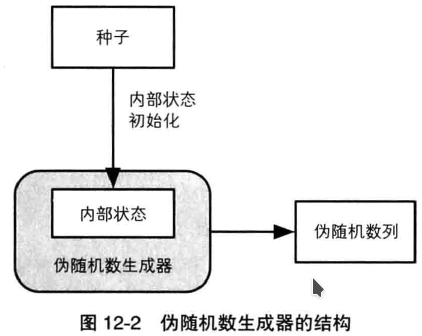 种子
内部状态
初始化
内部状态
伪随机数生成器
伪随机数列
图 12-2 伪随机数生成器的结构